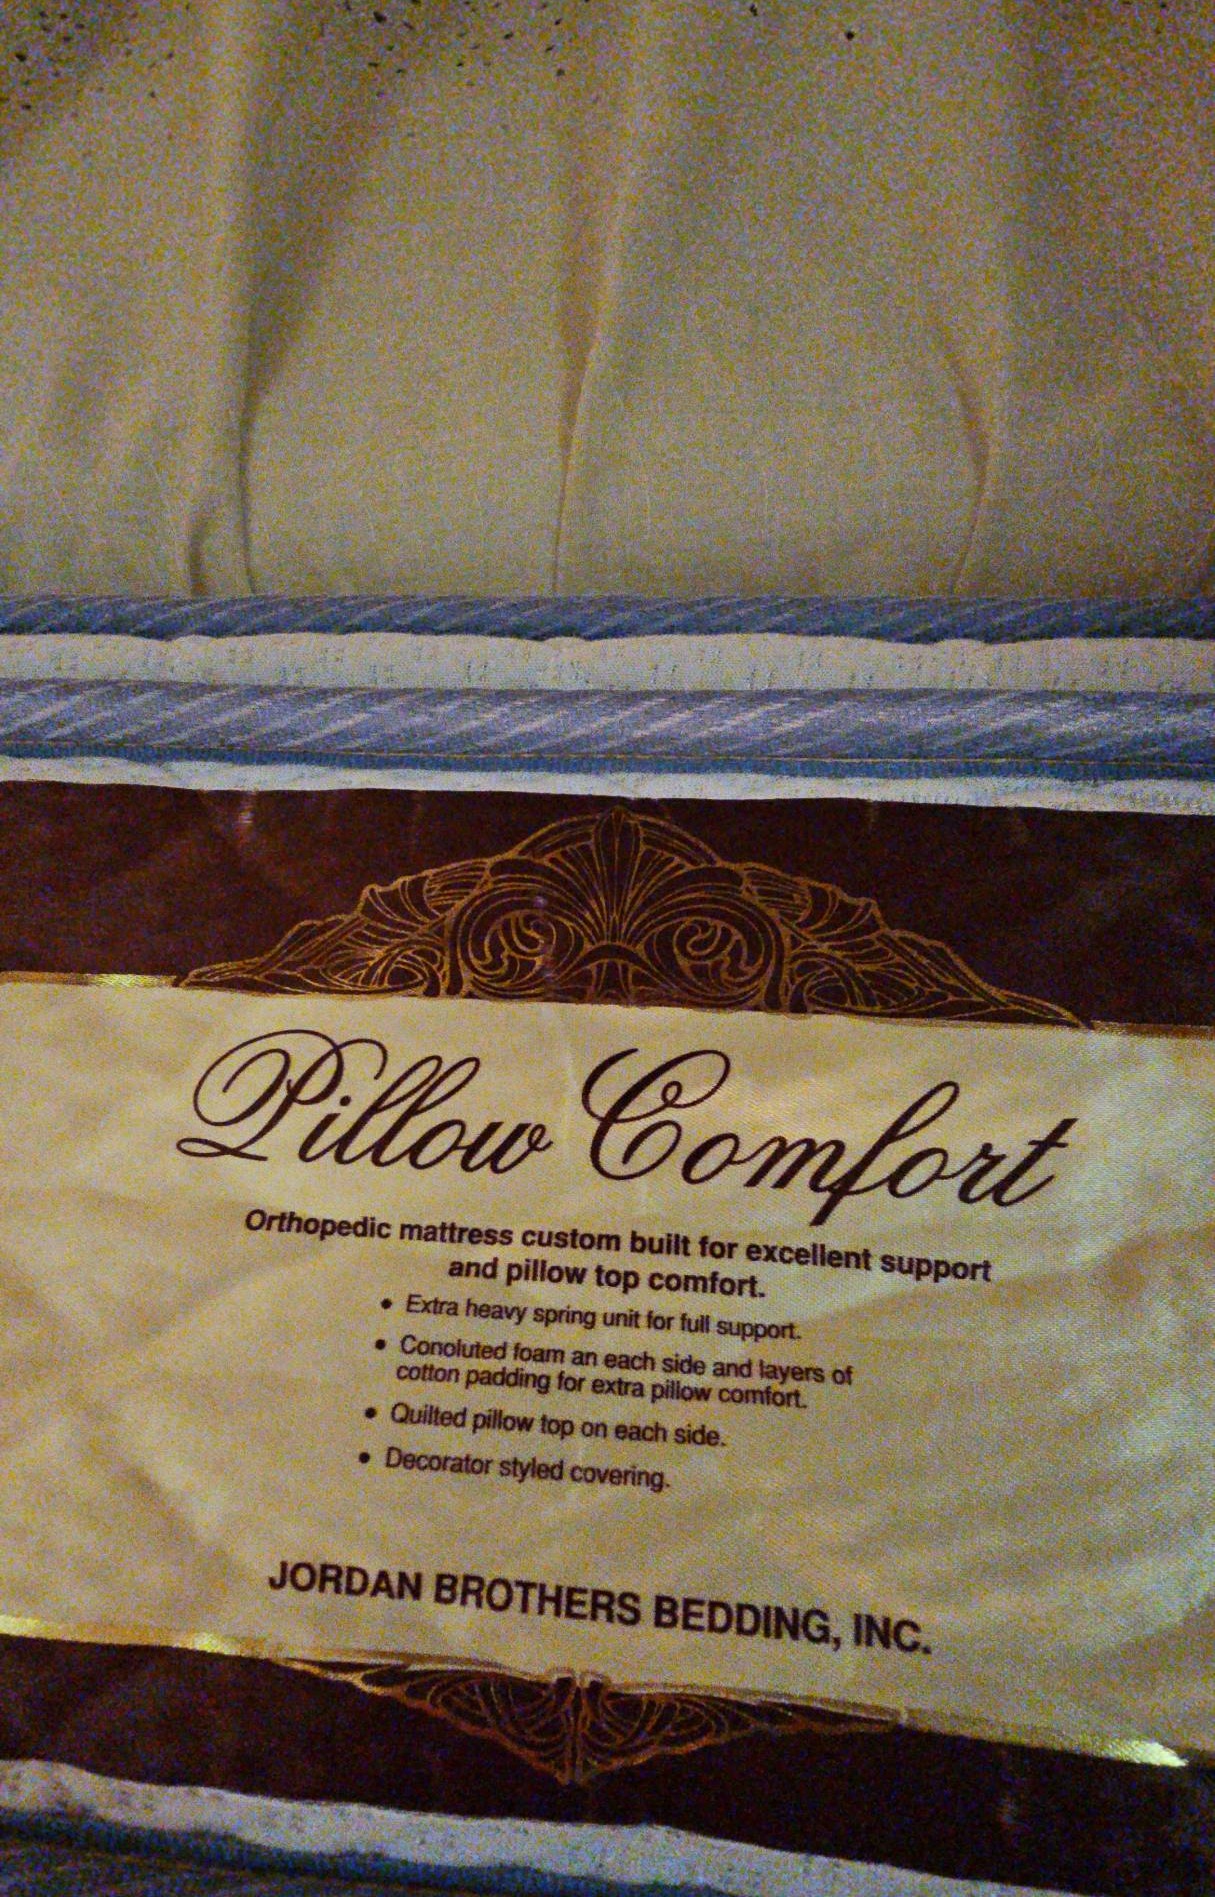 Pillow Comfort
Orthopedic mattress custom built for excellent support
and pillow top comfort.
• Extra heavy spring unit for full support.
• Conoluted foam an each side and layers of
cotton padding for extra pillow comfort.
• Quilted pillow top on each side.
• Decorator styled covering.
JORDAN BROTHERS BEDDING, INC.